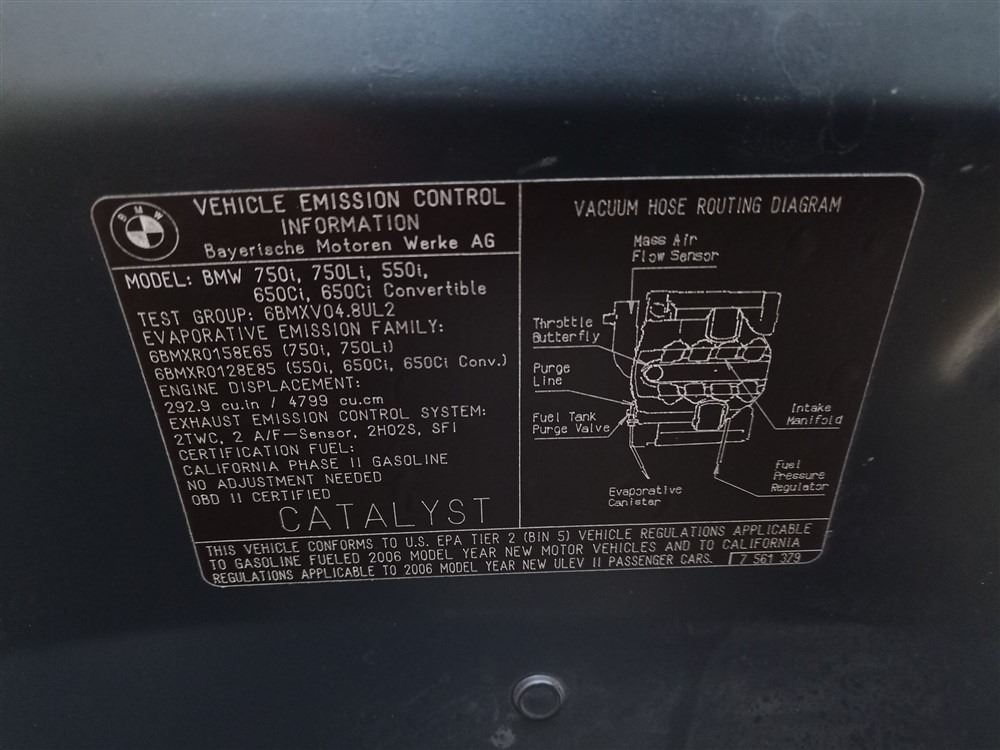 BMW
VEHICLE EMISSION CONTROL
INFORMATION
Bayerische Motoren Werke AG
MODEL: BMW 750i, 750Li, 550i,
650Ci, 650Ci Convertible
TEST GROUP: 6BMXV04.8UL2
EVAPORATIVE EMISSION FAMILY:
6BMXR0158E65 (750i, 750Li)
6BMXR0128E85 (550i, 650Ci, 650Ci Conv.)
ENGINE DISPLACEMENT:
292.9 cu.in / 4799 cu.cm
EXHAUST EMISSION CONTROL SYSTEM:
2TWC, 2 A/F-Sensor, 2HO2S, SFI
CERTIFICATION FUEL:
CALIFORNIA PHASE II GASOLINE
NO ADJUSTMENT NEEDED
OBD II CERTIFIED
CATALYST
VACUUM HOSE ROUTING DIAGRAM
Mass Air
Flow Sensor
Throttle
Butterfly
Purge
Line
Fuel Tank
Purge Valve
Intake
Manifold
Fuel
Pressure
Regulator
Evaporative
Canister
THIS VEHICLE CONFORMS TO U.S. EPA TIER 2 (BIN 5) VEHICLE REGULATIONS APPLICABLE
TO GASOLINE FUELED 2006 MODEL YEAR NEW MOTOR VEHICLES AND TO CALIFORNIA
REGULATIONS APPLICABLE TO 2006 MODEL YEAR NEW ULEV II PASSENGER CARS. 7 561 379